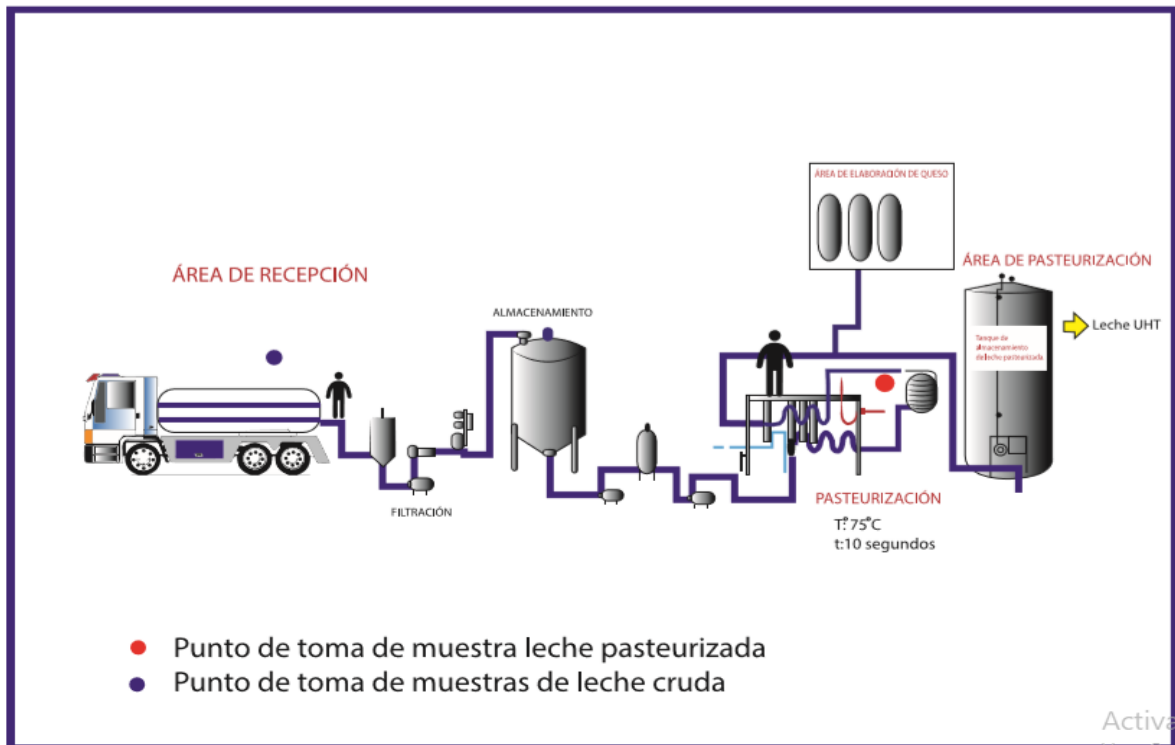 ÁREA DE ELABORACIÓN DE QUESO
ÁREA DE PASTEURIZACIÓN
ÁREA DE RECEPCIÓN
ALMACENAMIENTO
Leche UHT
Tanque de
almacenamiento
de leche pasteurizada
FILTRACIÓN
PASTEURIZACIÓN
T:° 75°C
t:10 segundos
Punto de toma de muestra leche pasteurizada
Punto de toma de muestras de leche cruda